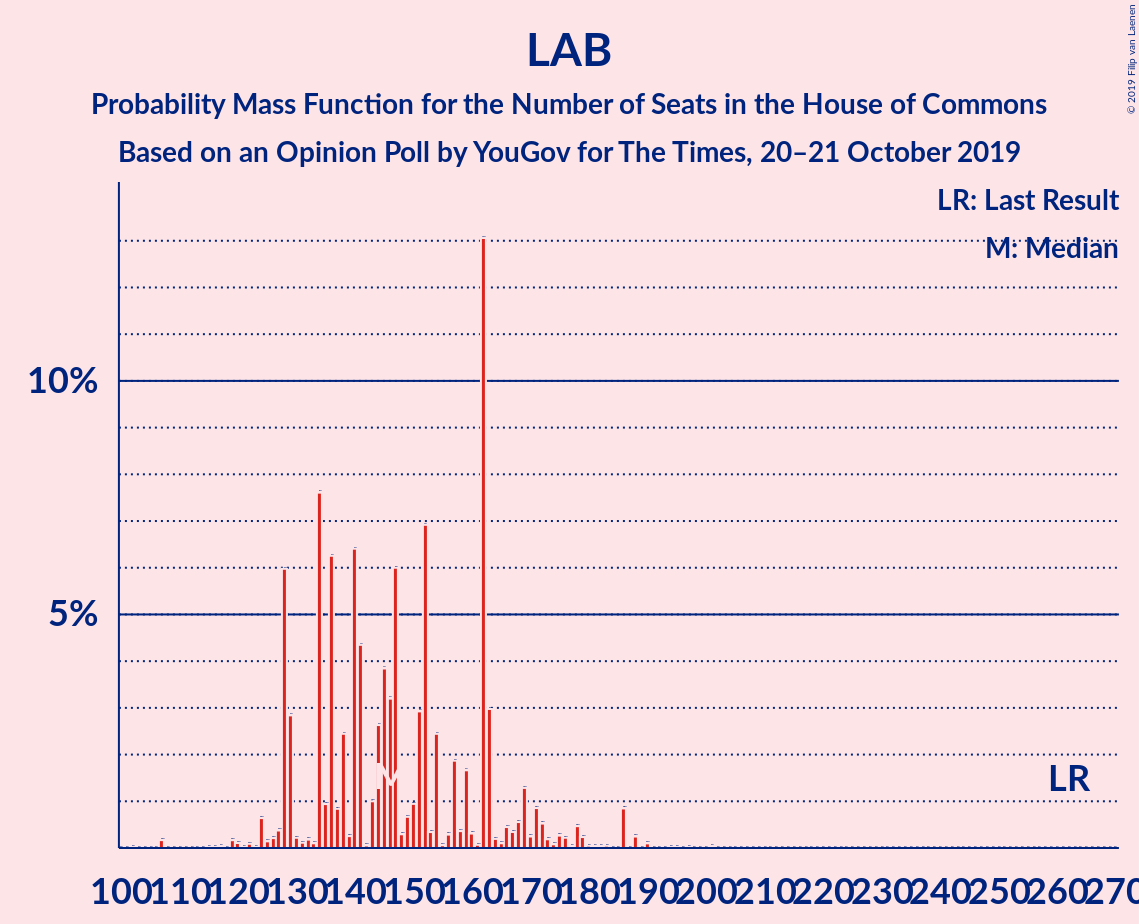 LAB
Probability Mass Function for the Number of Seats in the House of Commons
Based on an Opinion Poll by YouGov for The Times, 20–21 October 2019
© 2019 Filip van Laenen
LR: Last Result
M: Median
10%
5%
M
LR
100 110 120 130 140 150 160 170 180 190 200 210 220 230 240 250 260 270